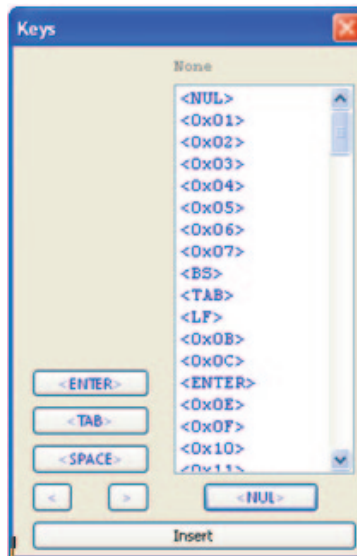 Keys
None
<NUL>
<0x01>
<0x02>
<0x03>
<0x04>
<0x05>
<0x06>
<0x07>
<BS>
<TAB>
<LF>
<0x0B>
<0x0C>
<ENTER>
<0x0E>
<0x0F>
<0x10>
<0x11>
<ENTER>
<TAB>
<SPACE>
< > <NUL>
Insert